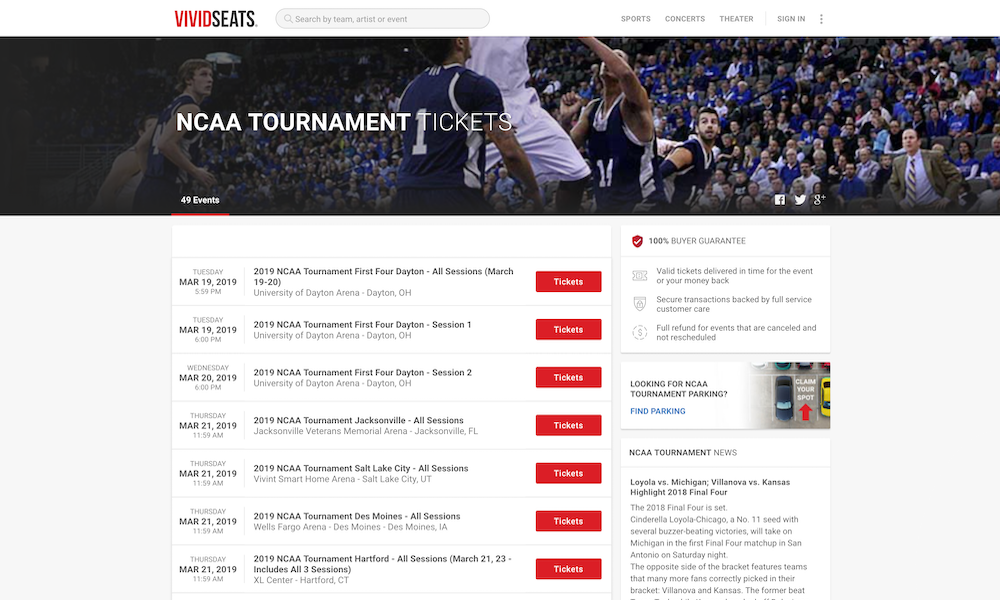 VIVIDSEATS.
Search by team, artist or event
SPORTS CONCERTS THEATER SIGN IN
NCAA TOURNAMENT TICKETS
1
11
49 Events
TUESDAY
MAR 19, 2019
5:59 PM
2019 NCAA Tournament First Four Dayton - All Sessions (March
19-20)
University of Dayton Arena - Dayton, OH
Tickets
TUESDAY
MAR 19, 2019
6:00 PM
2019 NCAA Tournament First Four Dayton - Session 1
University of Dayton Arena - Dayton, OH
Tickets
WEDNESDAY
MAR 20, 2019
6:00 PM
2019 NCAA Tournament First Four Dayton - Session 2
University of Dayton Arena - Dayton, OH
Tickets
THURSDAY
MAR 21, 2019
11:59 AM
2019 NCAA Tournament Jacksonville - All Sessions
Jacksonville Veterans Memorial Arena - Jacksonville, FL
Tickets
THURSDAY
MAR 21, 2019
11:59 AM
2019 NCAA Tournament Salt Lake City - All Sessions
Vivint Smart Home Arena - Salt Lake City, UT
Tickets
THURSDAY
MAR 21, 2019
11:59 AM
2019 NCAA Tournament Des Moines - All Sessions
Wells Fargo Arena - Des Moines - Des Moines, IA
Tickets
THURSDAY
MAR 21, 2019
11:59 AM
2019 NCAA Tournament Hartford - All Sessions (March 21, 23 -
Includes All 3 Sessions)
XL Center - Hartford, CT
Tickets
100% BUYER GUARANTEE
Valid tickets delivered in time for the event
or your money back
Secure transactions backed by full service
customer care
Full refund for events that are canceled and
not rescheduled
LOOKING FOR NCAA
TOURNAMENT PARKING?
FIND PARKING
CLAIM
YOUR
SPOT
NCAA TOURNAMENT NEWS
Loyola vs. Michigan; Villanova vs. Kansas
Highlight 2018 Final Four
The 2018 Final Four is set.
Cinderella Loyola-Chicago, a No. 11 seed with
several buzzer-beating victories, will take on
Michigan in the first Final Four matchup in San
Antonio on Saturday night.
The opposite side of the bracket features teams
that many more fans correctly picked in their
bracket: Villanova and Kansas. The former beat